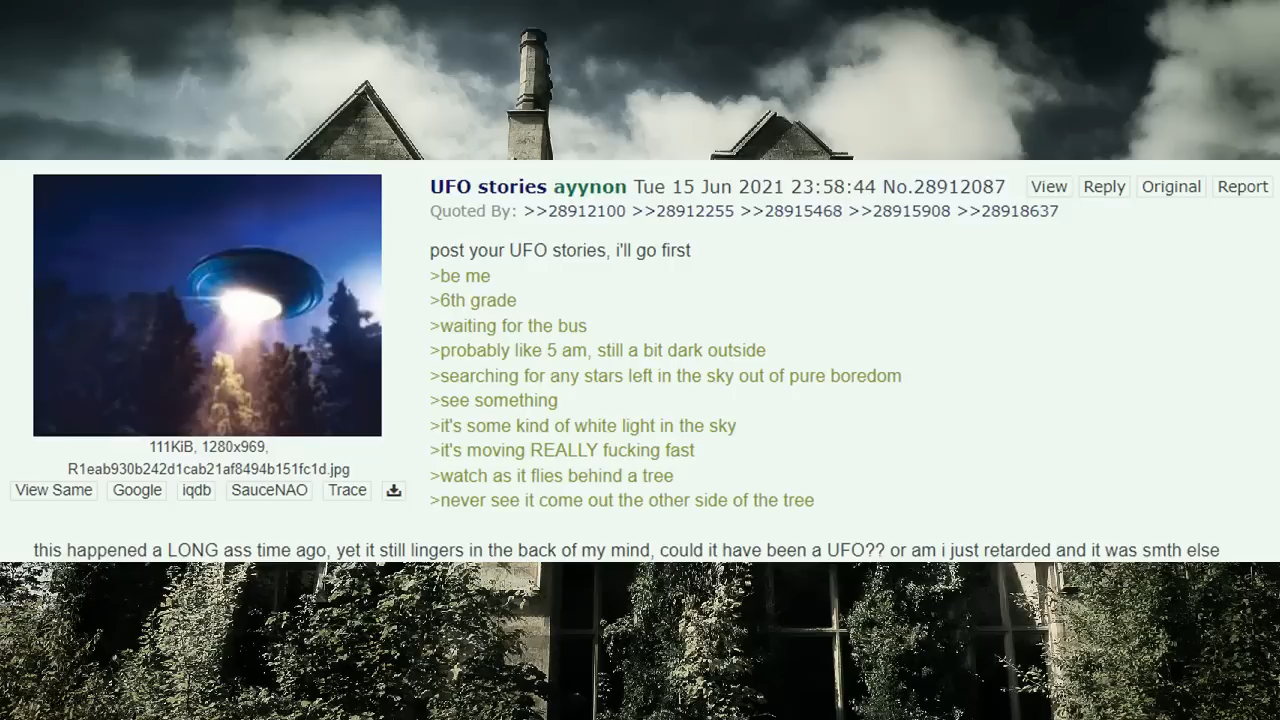 UFO stories ayynon Tue 15 Jun 2021 23:58:44 No.28912087 View Reply Original Report
Quoted By: >>28912100 >>28912255 >>28915468 >>28915908 >>28918637
post your UFO stories, i'll go first
>be me
>6th grade
>waiting for the bus
>probably like 5 am, still a bit dark outside
>searching for any stars left in the sky out of pure boredom
>see something
>it's some kind of white light in the sky
>it's moving REALLY fucking fast
>watch as it flies behind a tree
>never see it come out the other side of the tree
111KiB, 1280x969,
R1eab930b242d1cab21af8494b151fc1d.jpg
View Same Google iqdb SauceNAO Trace
this happened a LONG ass time ago, yet it still lingers in the back of my mind, could it have been a UFO?? or am i just retarded and it was smth else